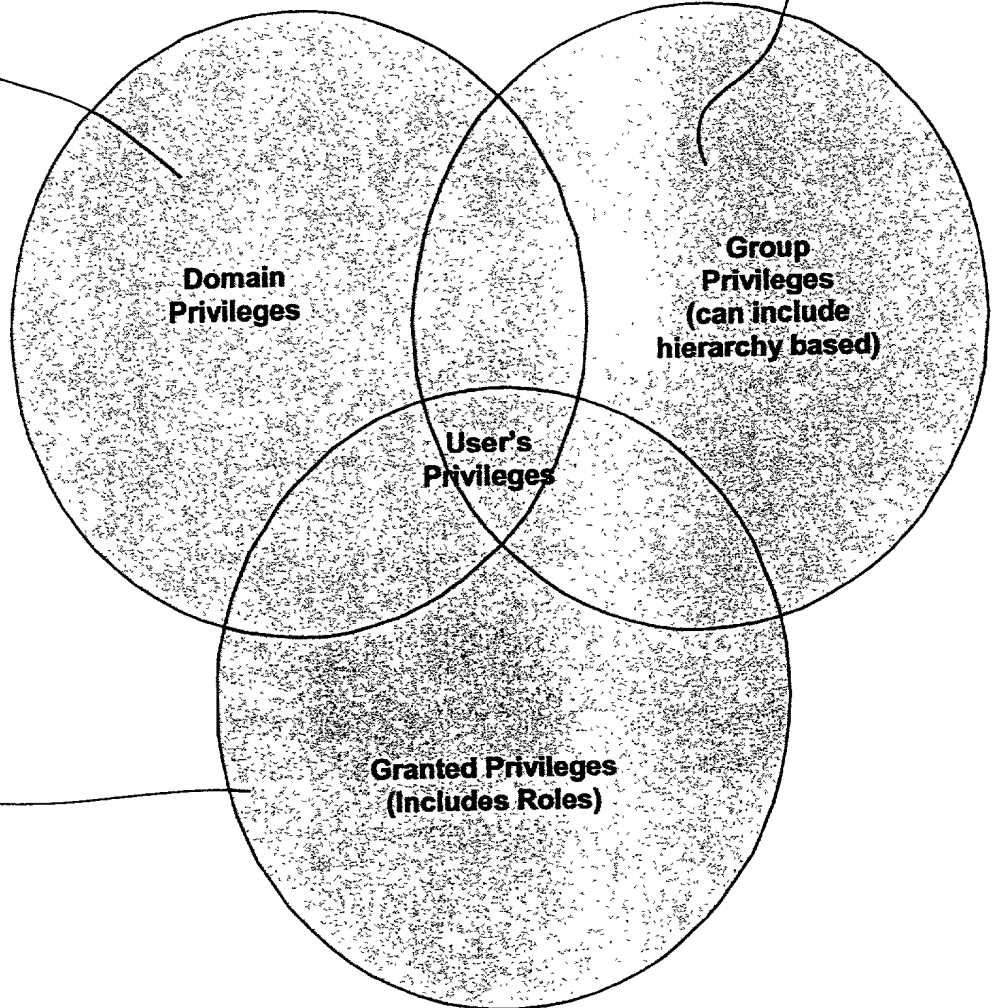 Domain
Privileges
Group
Privileges
(can include
hierarchy based)
User's
Privileges
Granted Privileges
(Includes Roles)